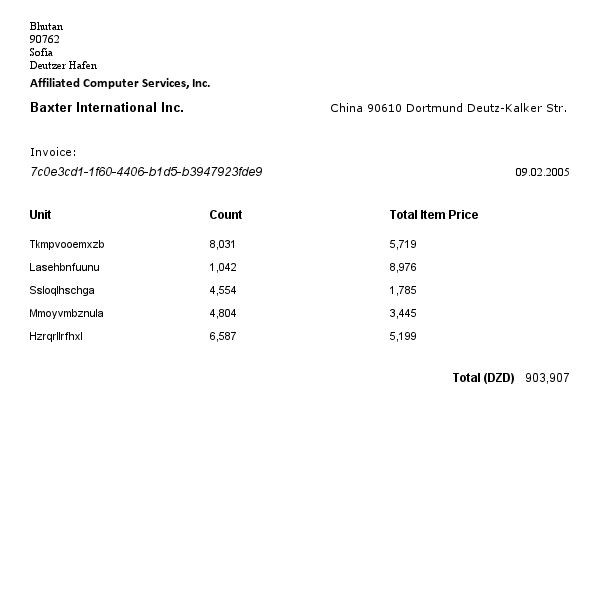 Bhutan
90762
Sofia
Deutzer Hafen
Affiliated Computer Services, Inc.
Baxter International Inc. China 90610 Dortmund Deutz-Kalker Str.
Invoice:
7c0e3cd1-1f60-4406-b1d5-b3947923fde9 09.02.2005
Unit Count Total Item Price
Tkmpvooemxzb 8,031 5,719
Lasehbnfuunu 1,042 8,976
Ssloqlhschga 4,554 1,785
Mmoyvmbznula 4,804 3,445
Hzrqrllrfhxl 6,587 5,199
Total (DZD) 903,907